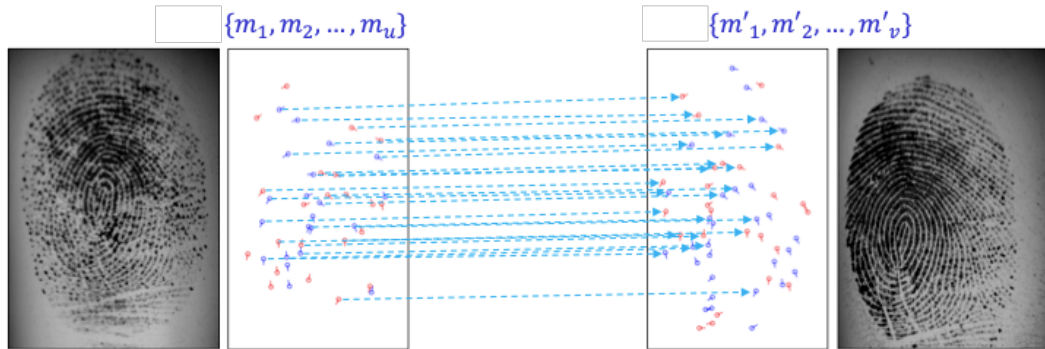 {m₁, m₂, ..., mᵤ} {m'₁, m'₂, ..., m'ᵥ}